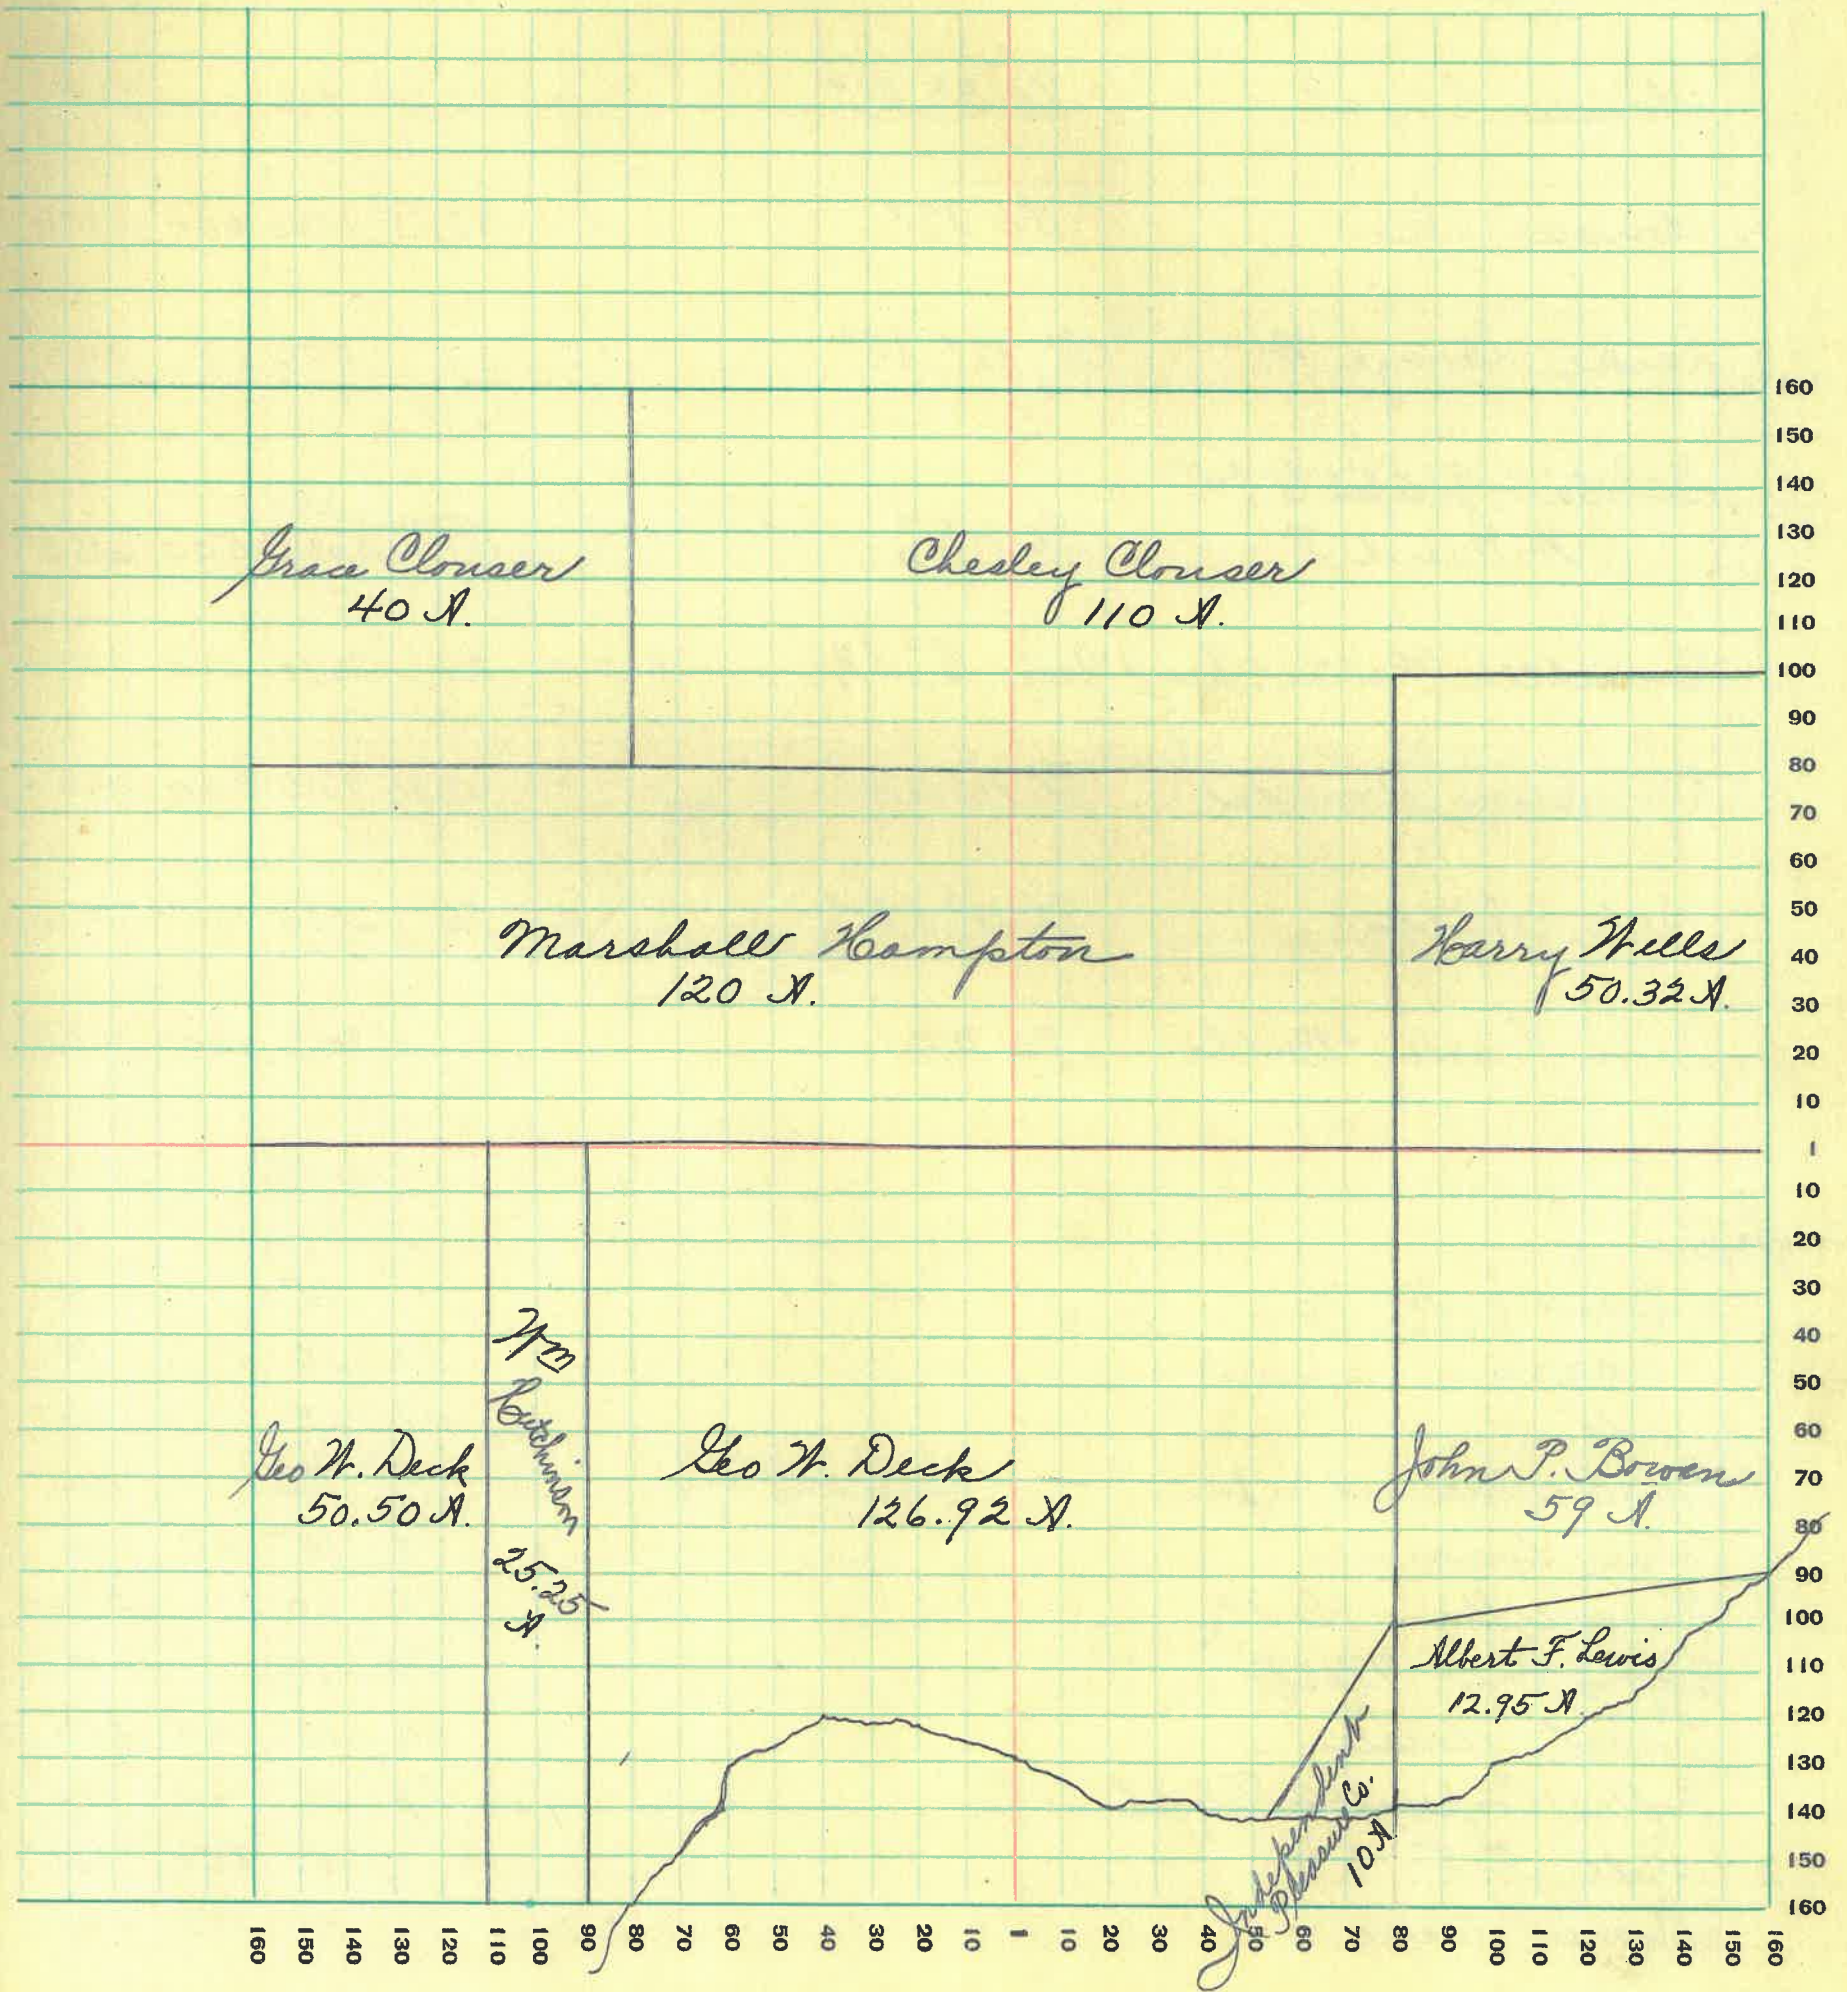 160
150
140
130
120
110
100
90
80
70
60
50
40
30
20
10
1
10
20
30
40
50
60
70
80
90
100
110
120
130
140
150
160
Grace Clouser
40 A.
Chesley Clouser
110 A.
Marshall Hampton
120 A.
Harry Wells
50.32 A.
Geo W. Deck
50.50 A.
Wm
Hutchinson
25.25
A.
Geo W. Deck
126.92 A.
John P. Bowen
59 A.
Albert F. Lewis
12.95 A
Independent
Pleasure Co.
10 A
160 150 140 130 120 110 100 90 80 70 60 50 40 30 20 10 1 10 20 30 40 50 60 70 80 90 100 110 120 130 140 150 160